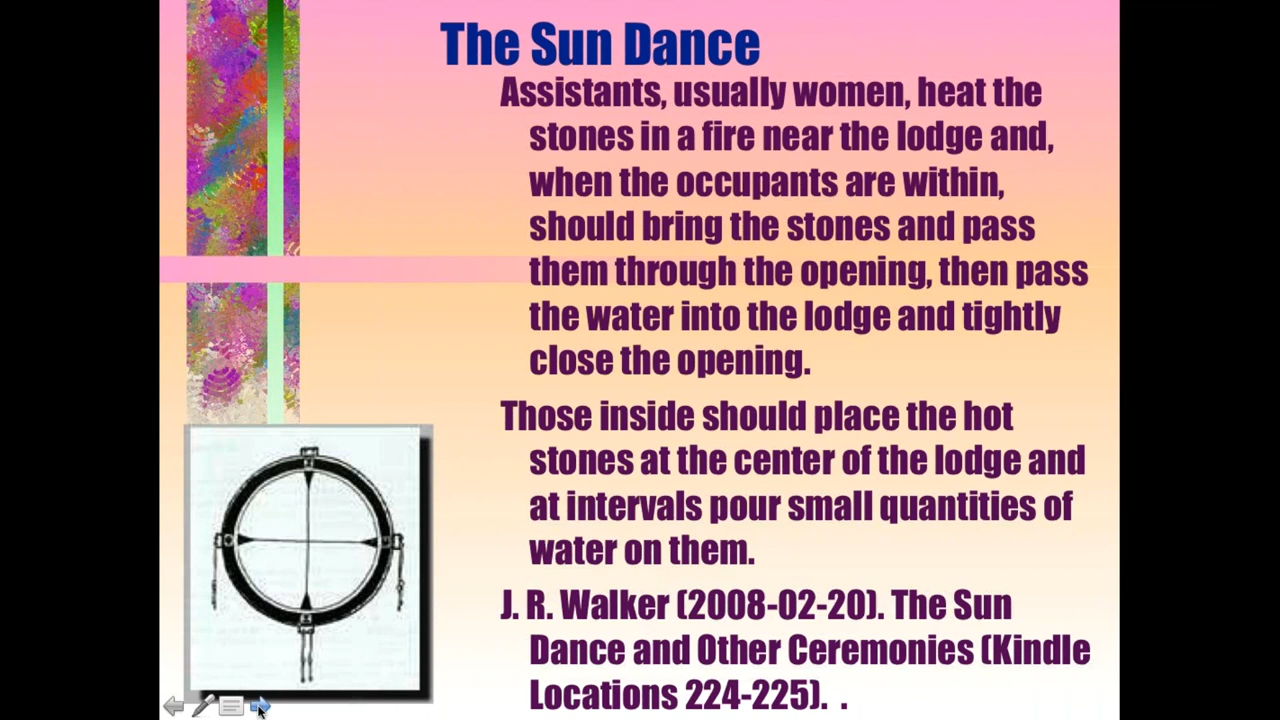 The Sun Dance
Assistants, usually women, heat the
stones in a fire near the lodge and,
when the occupants are within,
should bring the stones and pass
them through the opening, then pass
the water into the lodge and tightly
close the opening.
Those inside should place the hot
stones at the center of the lodge and
at intervals pour small quantities of
water on them.
J. R. Walker (2008-02-20). The Sun
Dance and Other Ceremonies (Kindle
Locations 224-225). .